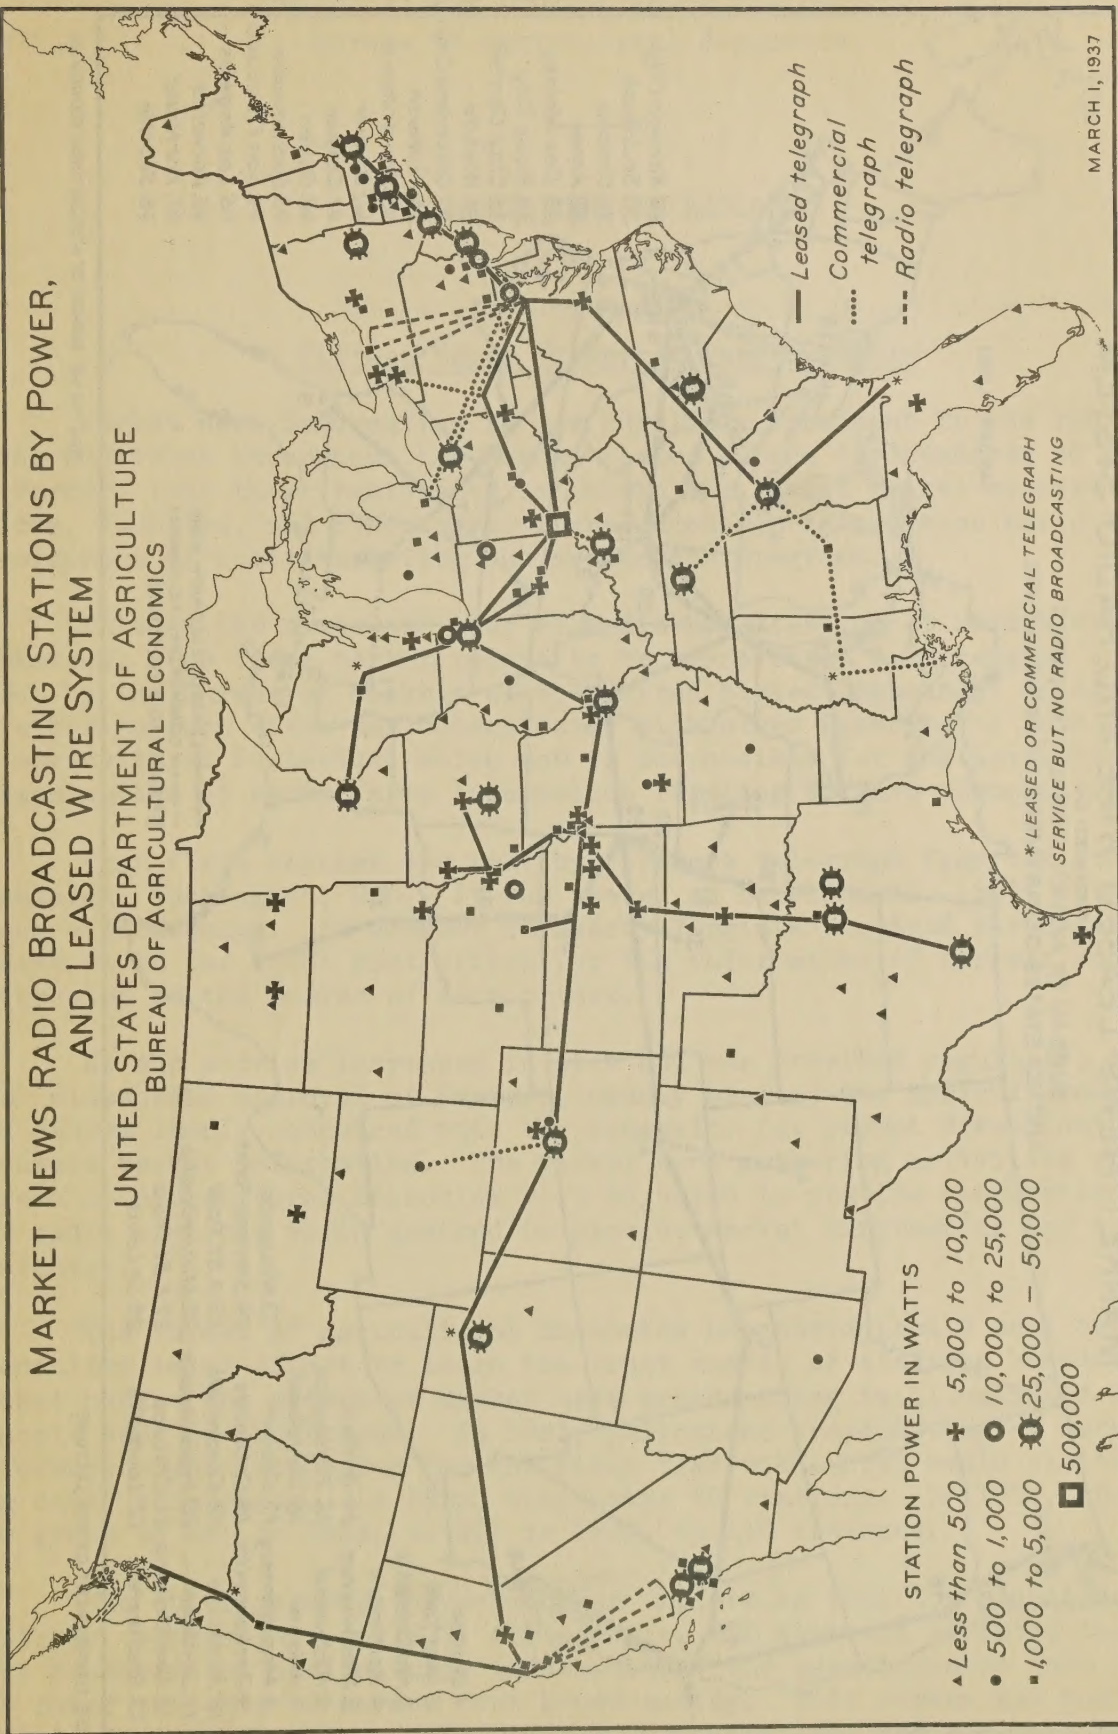 MARKET NEWS RADIO BROADCASTING STATIONS BY POWER,
AND LEASED WIRE SYSTEM
UNITED STATES DEPARTMENT OF AGRICULTURE
BUREAU OF AGRICULTURAL ECONOMICS
STATION POWER IN WATTS
Less than 500
5,000 to 10,000
500 to 1,000
10,000 to 25,000
1,000 to 5,000
25,000 – 50,000
500,000
* LEASED OR COMMERCIAL TELEGRAPH
SERVICE BUT NO RADIO BROADCASTING
Leased telegraph
Commercial
telegraph
Radio telegraph
MARCH 1, 1937